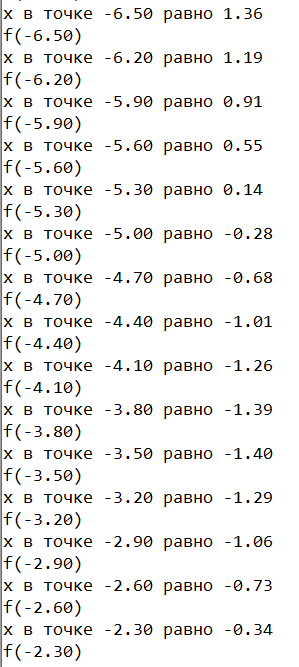 x в точке -6.50 равно 1.36
f(-6.50)
x в точке -6.20 равно 1.19
f(-6.20)
x в точке -5.90 равно 0.91
f(-5.90)
x в точке -5.60 равно 0.55
f(-5.60)
x в точке -5.30 равно 0.14
f(-5.30)
x в точке -5.00 равно -0.28
f(-5.00)
x в точке -4.70 равно -0.68
f(-4.70)
x в точке -4.40 равно -1.01
f(-4.40)
x в точке -4.10 равно -1.26
f(-4.10)
x в точке -3.80 равно -1.39
f(-3.80)
x в точке -3.50 равно -1.40
f(-3.50)
x в точке -3.20 равно -1.29
f(-3.20)
x в точке -2.90 равно -1.06
f(-2.90)
x в точке -2.60 равно -0.73
f(-2.60)
x в точке -2.30 равно -0.34
f(-2.30)